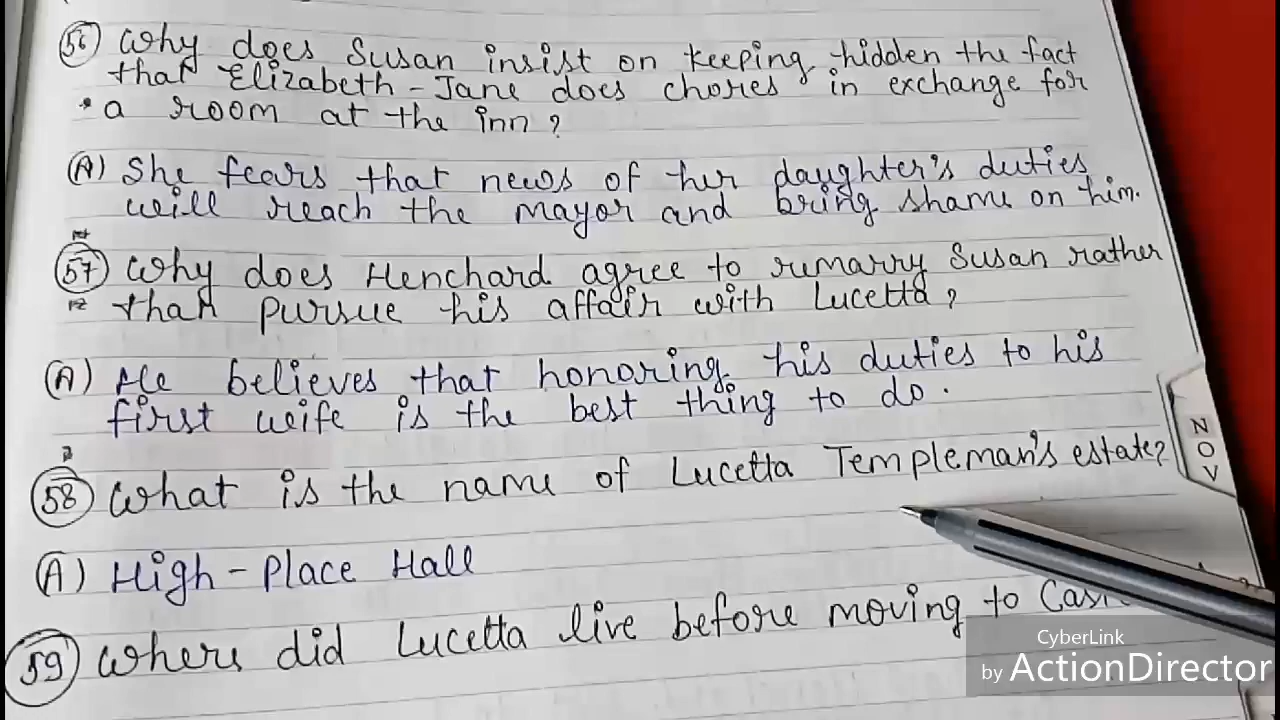 56 Why does Susan insist on keeping hidden the fact
that Elizabeth-Jane does chores in exchange for
a room at the inn?
(A) She fears that news of her daughter's duties
will reach the mayor and bring shame on him.
57 Why does Henchard agree to remarry Susan rather
than pursue his affair with Lucetta?
(A) He believes that honoring his duties to his
first wife is the best thing to do.
58 What is the name of Lucetta Templeman's estate?
(A) High-Place Hall
59 Where did Lucetta live before moving to
NOV
CyberLink
by ActionDirector